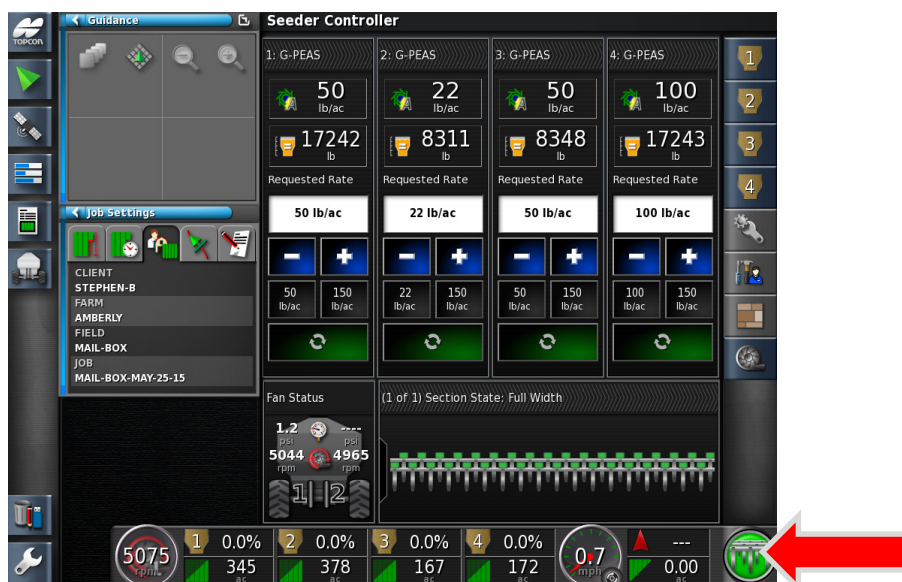 TOPCON
Guidance
Seeder Controller
1: G-PEAS
2: G-PEAS
3: G-PEAS
4: G-PEAS
50
lb/ac
22
lb/ac
50
lb/ac
100
lb/ac
17242
lb
8311
lb
8348
lb
17243
lb
Requested Rate
Requested Rate
Requested Rate
Requested Rate
50 lb/ac
22 lb/ac
50 lb/ac
100 lb/ac
50
lb/ac
150
lb/ac
22
lb/ac
150
lb/ac
50
lb/ac
150
lb/ac
100
lb/ac
150
lb/ac
1
2
3
4
Job Settings
CLIENT
STEPHEN-B
FARM
AMBERLY
FIELD
MAIL-BOX
JOB
MAIL-BOX-MAY-25-15
Fan Status
1.2
psi
----
psi
5044
rpm
4965
rpm
1 2
(1 of 1) Section State: Full Width
5075
rpm
1 0.0%
345
ac
2 0.0%
378
ac
3 0.0%
167
ac
4 0.0%
172
ac
0.7
mph
---
0.00
ac